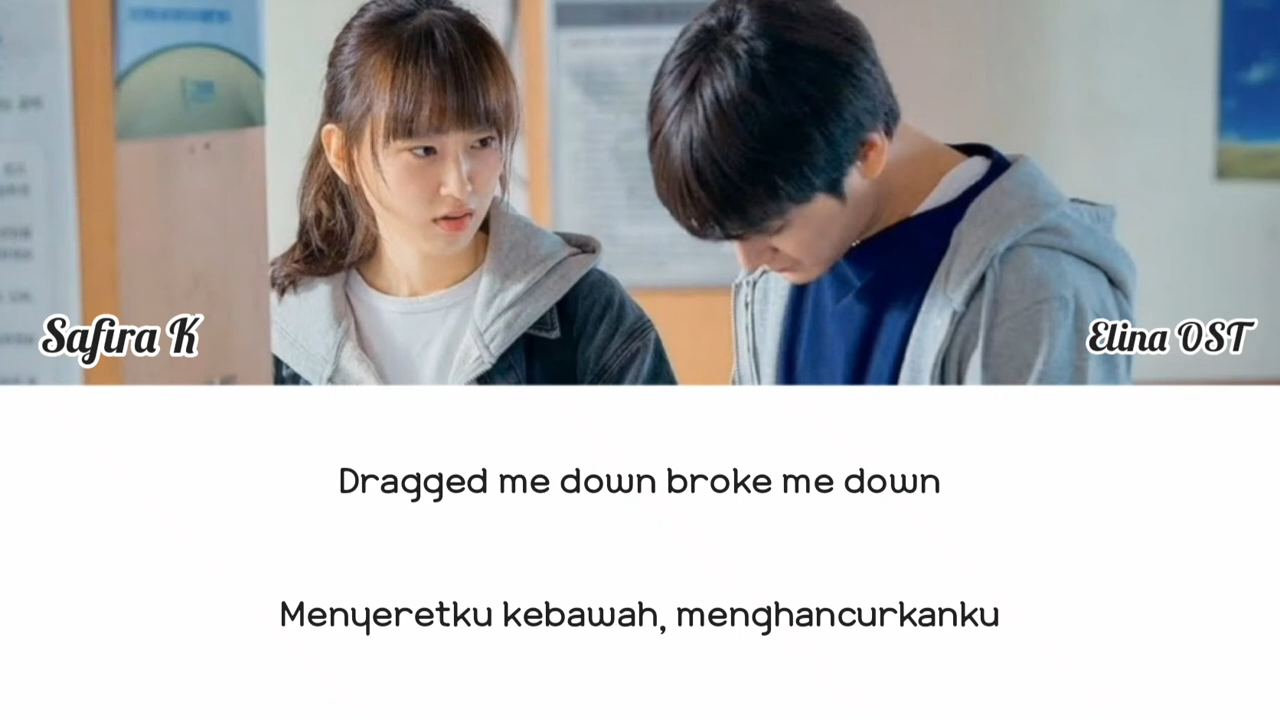 Safira K
Elina OST
Dragged me down broke me down
Menyeretku kebawah, menghancurkanku